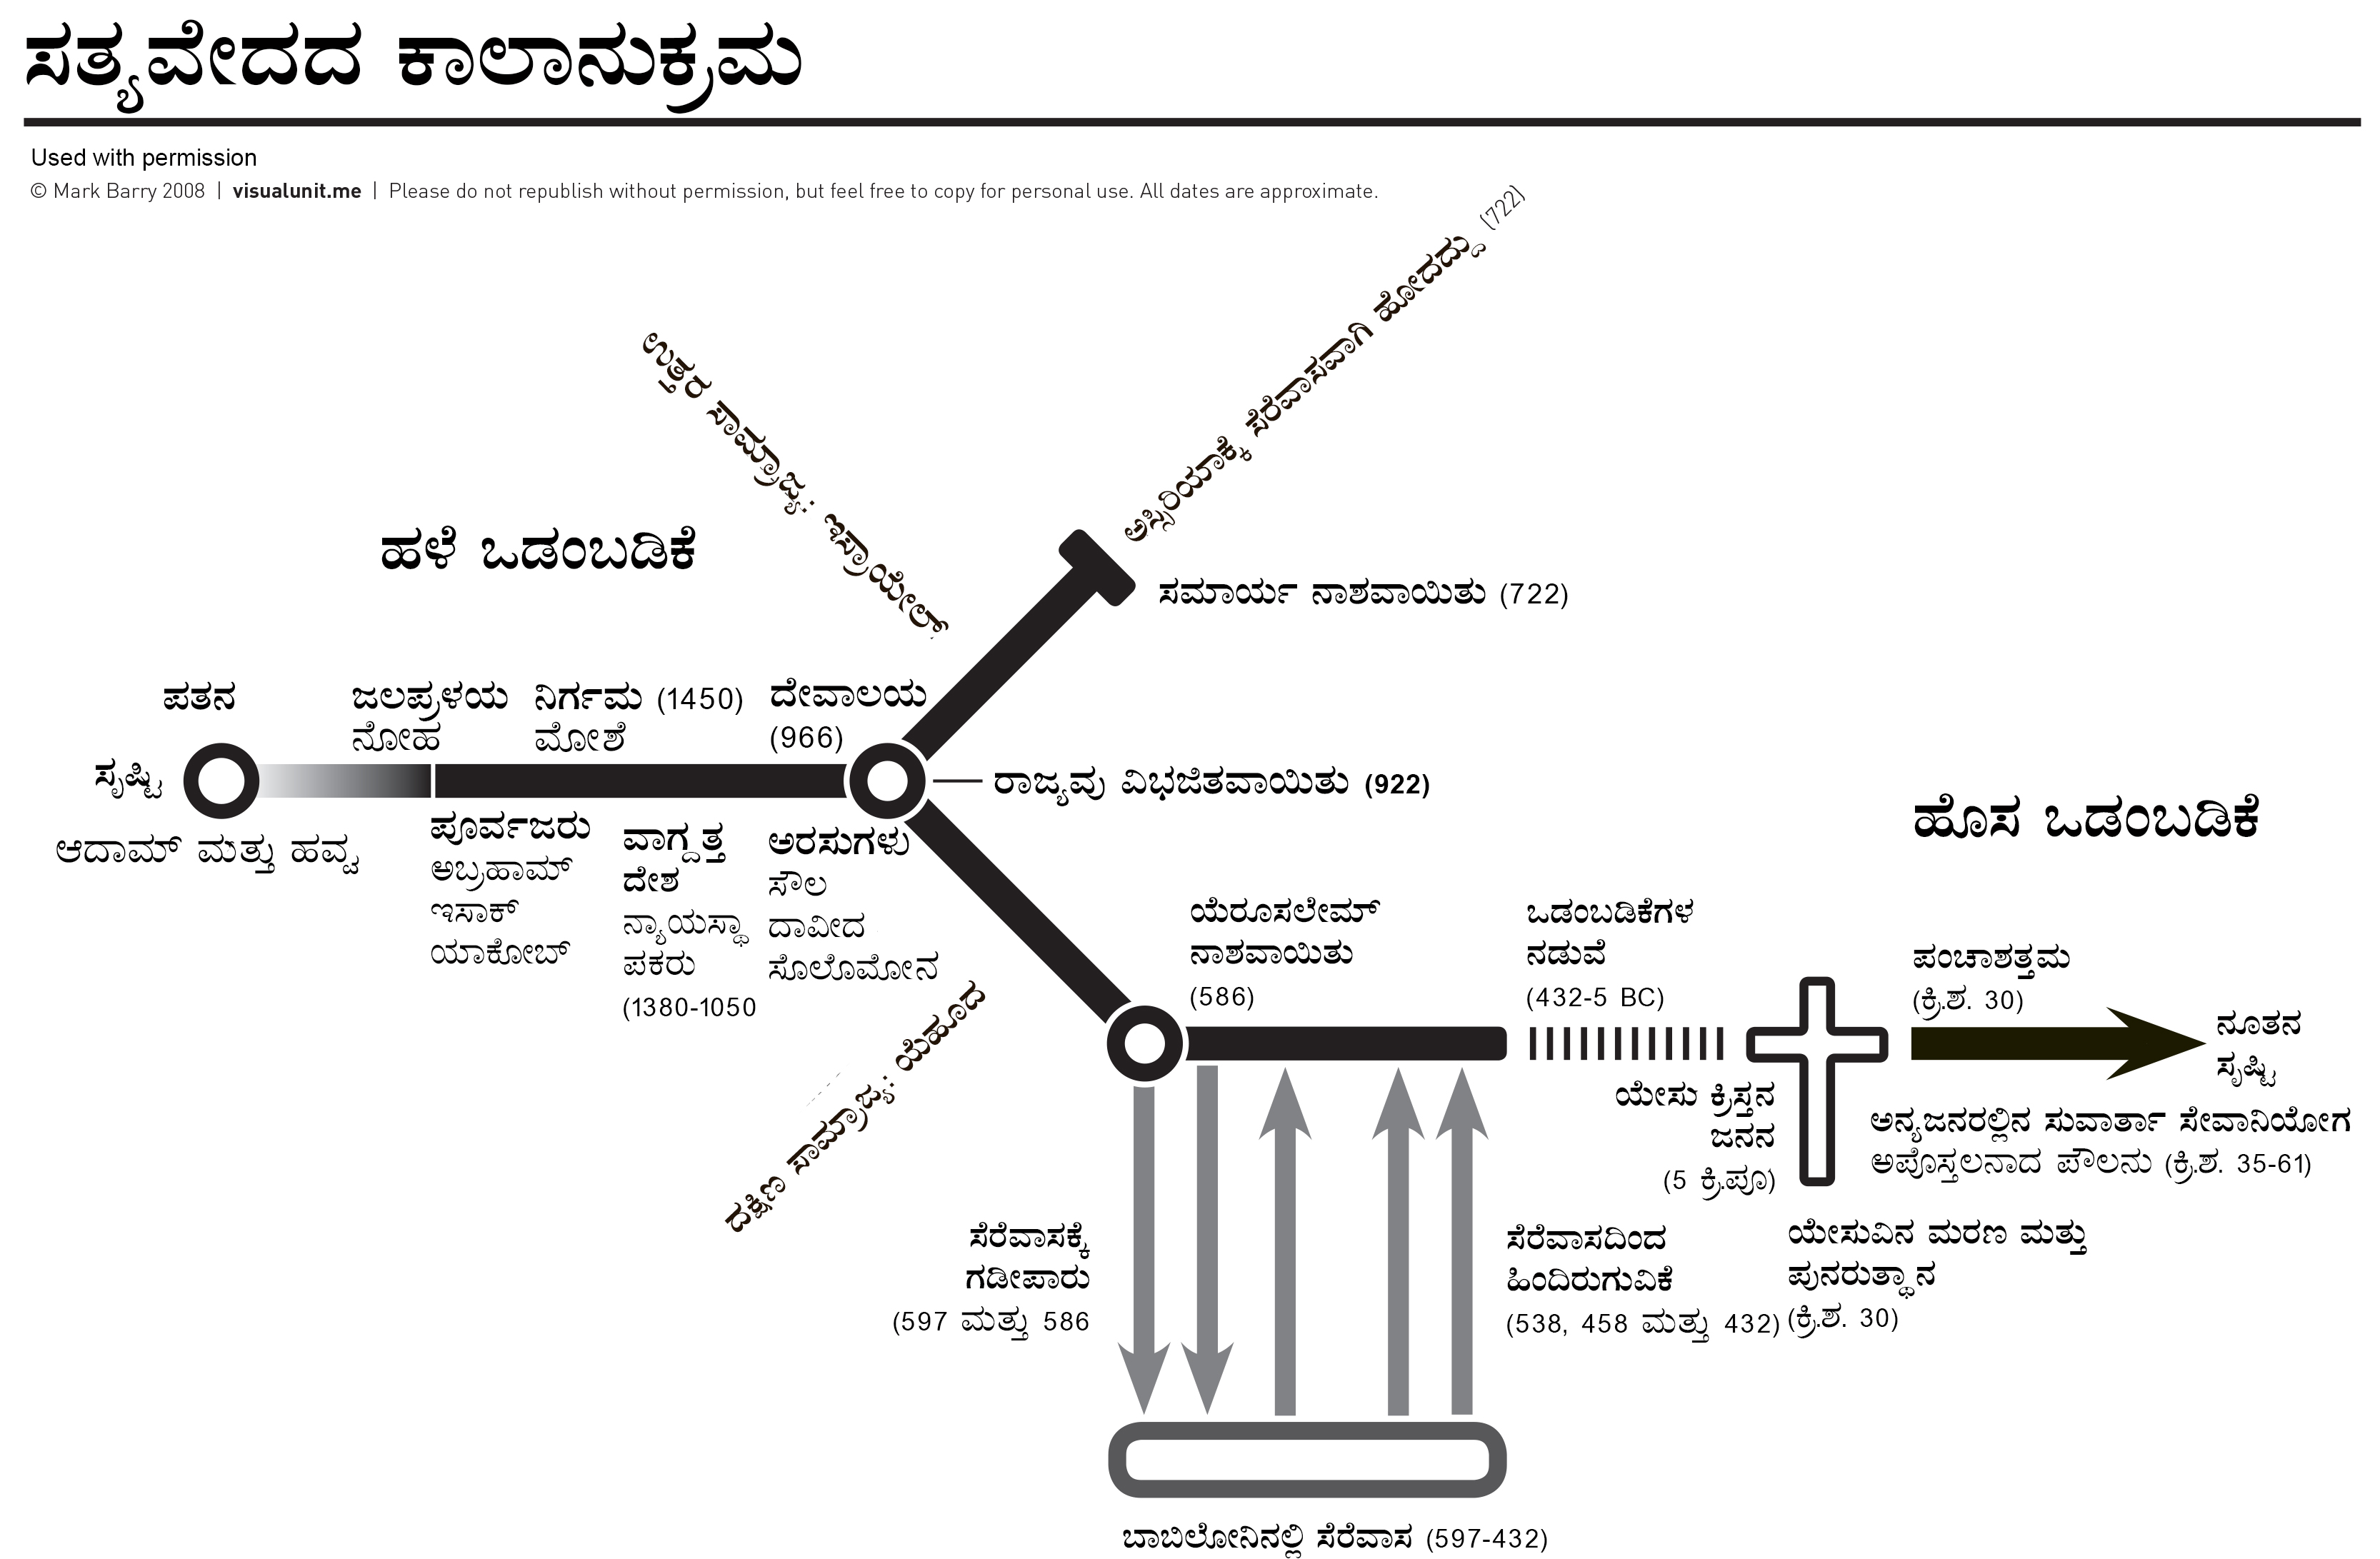 ಸತ್ಯವೇದದ ಕಾಲಾನುಕ್ರಮ
Used with permission
© Mark Barry 2008 | visualunit.me | Please do not republish without permission, but feel free to copy for personal use. All dates are approximate.
ಅಸ್ಸಿರಿಯಾಕ್ಕೆ ಸೆರೆವಾಸವಾಗಿ ಹೋದದ್ದು (722)
ಉತ್ತರ ಸಾಮ್ರಾಜ್ಯ: ಇಸ್ರಾಯೇಲ್
ಹಳೆ ಒಡಂಬಡಿಕೆ
ಸಮಾರ್ಯ ನಾಶವಾಯಿತು (722)
ಪತನ
ಜಲಪ್ರಳಯ
ನೋಹ
ನಿರ್ಗಮ (1450)
ಮೋಶೆ
ದೇವಾಲಯ
(966)
ಸೃಷ್ಟಿ
ಆದಾಮ್ ಮತ್ತು ಹವ್ವ
ರಾಜ್ಯವು ವಿಭಜಿತವಾಯಿತು (922)
ಪೂರ್ವಜರು
ಅಬ್ರಹಾಮ್
ಇಸಾಕ್
ಯಾಕೋಬ್
ವಾಗ್ದತ್ತ
ದೇಶ
ನ್ಯಾಯಸ್ಥಾ
ಪಕರು
(1380-1050
ಅರಸುಗಳು
ಸೌಲ
ದಾವೀದ
ಸೊಲೊಮೋನ
ದಕ್ಷಿಣ ಸಾಮ್ರಾಜ್ಯ: ಯೆಹೂದ
ಹೊಸ ಒಡಂಬಡಿಕೆ
ಯೆರೂಸಲೇಮ್
ನಾಶವಾಯಿತು
(586)
ಒಡಂಬಡಿಕೆಗಳ
ನಡುವೆ
(432-5 BC)
ಪಂಚಾಶತ್ತಮ
(ಕ್ರಿ.ಶ. 30)
ನೂತನ
ಸೃಷ್ಟಿ
ಯೇಸು ಕ್ರಿಸ್ತನ
ಜನನ
(5 ಕ್ರಿ.ಪೂ)
ಅನ್ಯಜನರಲ್ಲಿನ ಸುವಾರ್ತಾ ಸೇವಾನಿಯೋಗ
ಅಪೊಸ್ತಲನಾದ ಪೌಲನು (ಕ್ರಿ.ಶ. 35-61)
ಸೆರೆವಾಸಕ್ಕೆ
ಗಡೀಪಾರು
(597 ಮತ್ತು 586
ಸೆರೆವಾಸದಿಂದ
ಹಿಂದಿರುಗುವಿಕೆ
(538, 458 ಮತ್ತು 432)
ಯೇಸುವಿನ ಮರಣ ಮತ್ತು
ಪುನರುತ್ಥಾನ
(ಕ್ರಿ.ಶ. 30)
ಬಾಬಿಲೋನಿನಲ್ಲಿ ಸೆರೆವಾಸ (597-432)